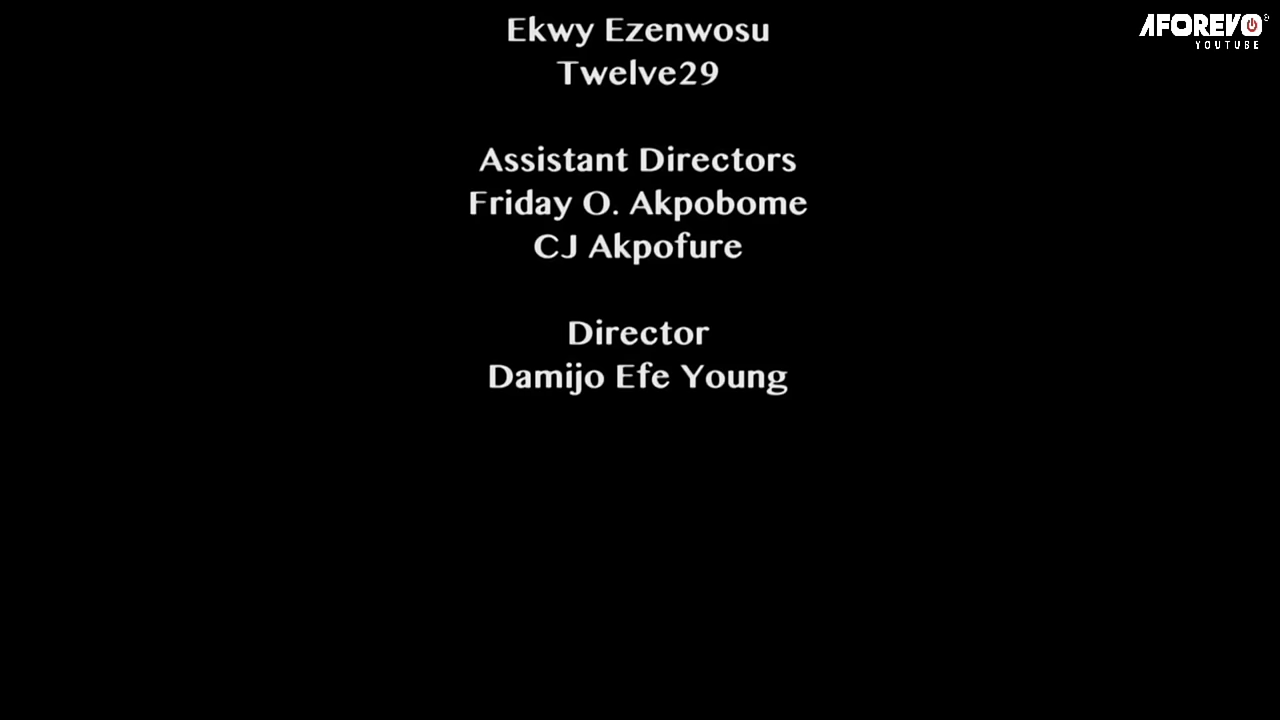 Ekwy Ezenwosu
Twelve29
Assistant Directors
Friday O. Akpobome
CJ Akpofure
Director
Damijo Efe Young
AFOREVO
YOUTUBE